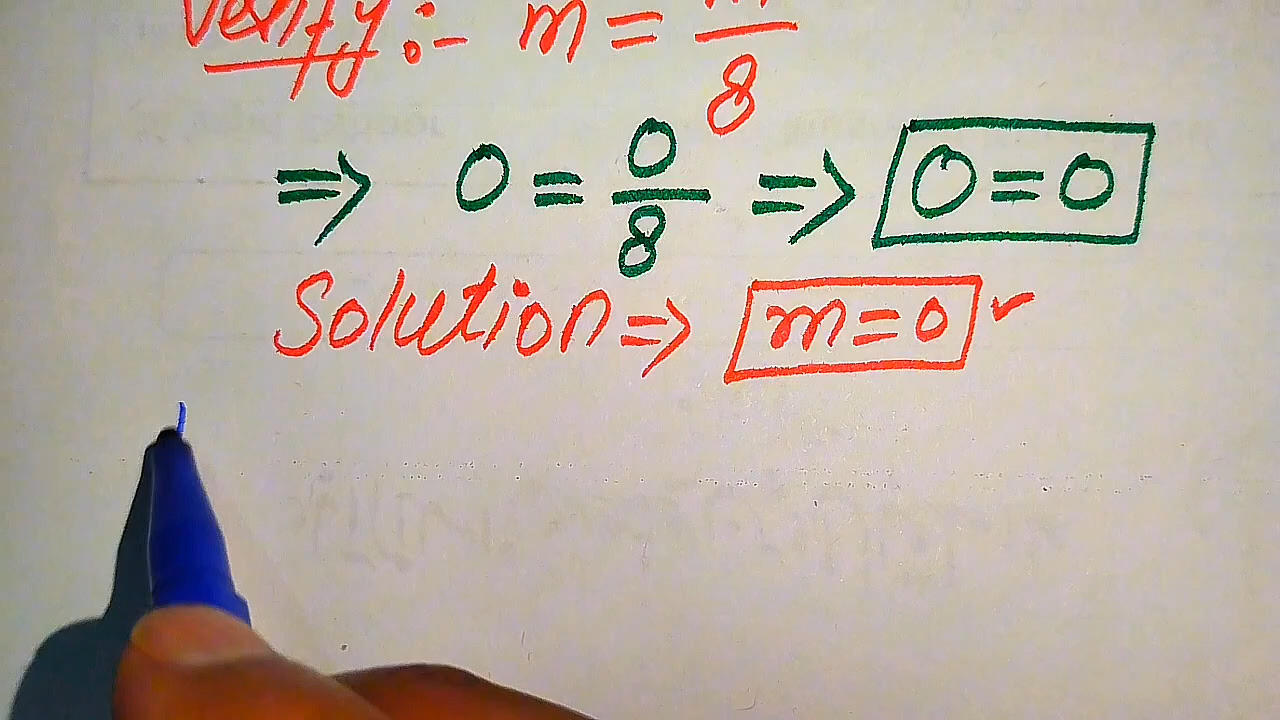 Verify :- m = m/8
⇒ 0 = 0/8 ⇒ 0 = 0
Solution ⇒ m = 0 ✓